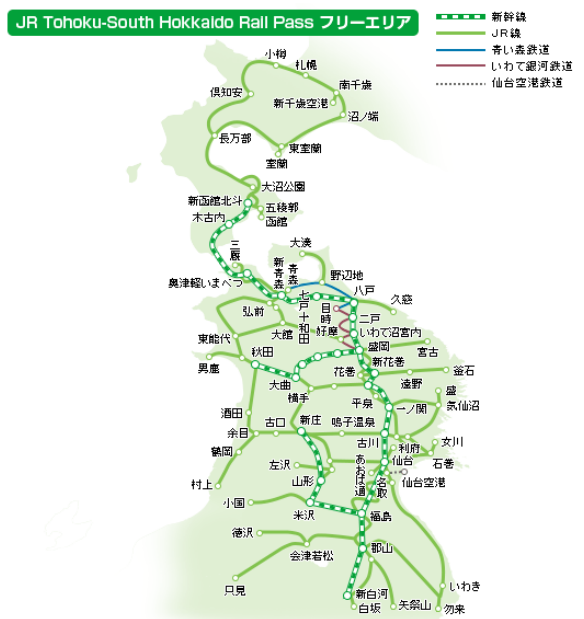 JR Tohoku-South Hokkaido Rail Pass フリーエリア
新幹線
JR線
青い森鉄道
いわて銀河鉄道
仙台空港鉄道
小樽
札幌
南千歳
倶知安
新千歳空港
沼ノ端
長万部
東室蘭
室蘭
大沼公園
新函館北斗
五稜郭
木古内
函館
三厩
大湊
新青森
青森
野辺地
奥津軽いまべつ
八戸
七戸十和田
目時
久慈
弘前
二戸
好摩
いわて沼宮内
東能代
大館
盛岡
宮古
秋田
新花巻
男鹿
花巻
釜石
大曲
遠野
盛
横手
平泉
一ノ関
気仙沼
酒田
古口
新庄
鳴子温泉
余目
古川
利府
女川
鶴岡
あおば通
仙台
石巻
左沢
名取
仙台空港
山形
村上
小国
米沢
福島
徳沢
郡山
会津若松
只見
いわき
新白河
白坂
矢祭山
勿来